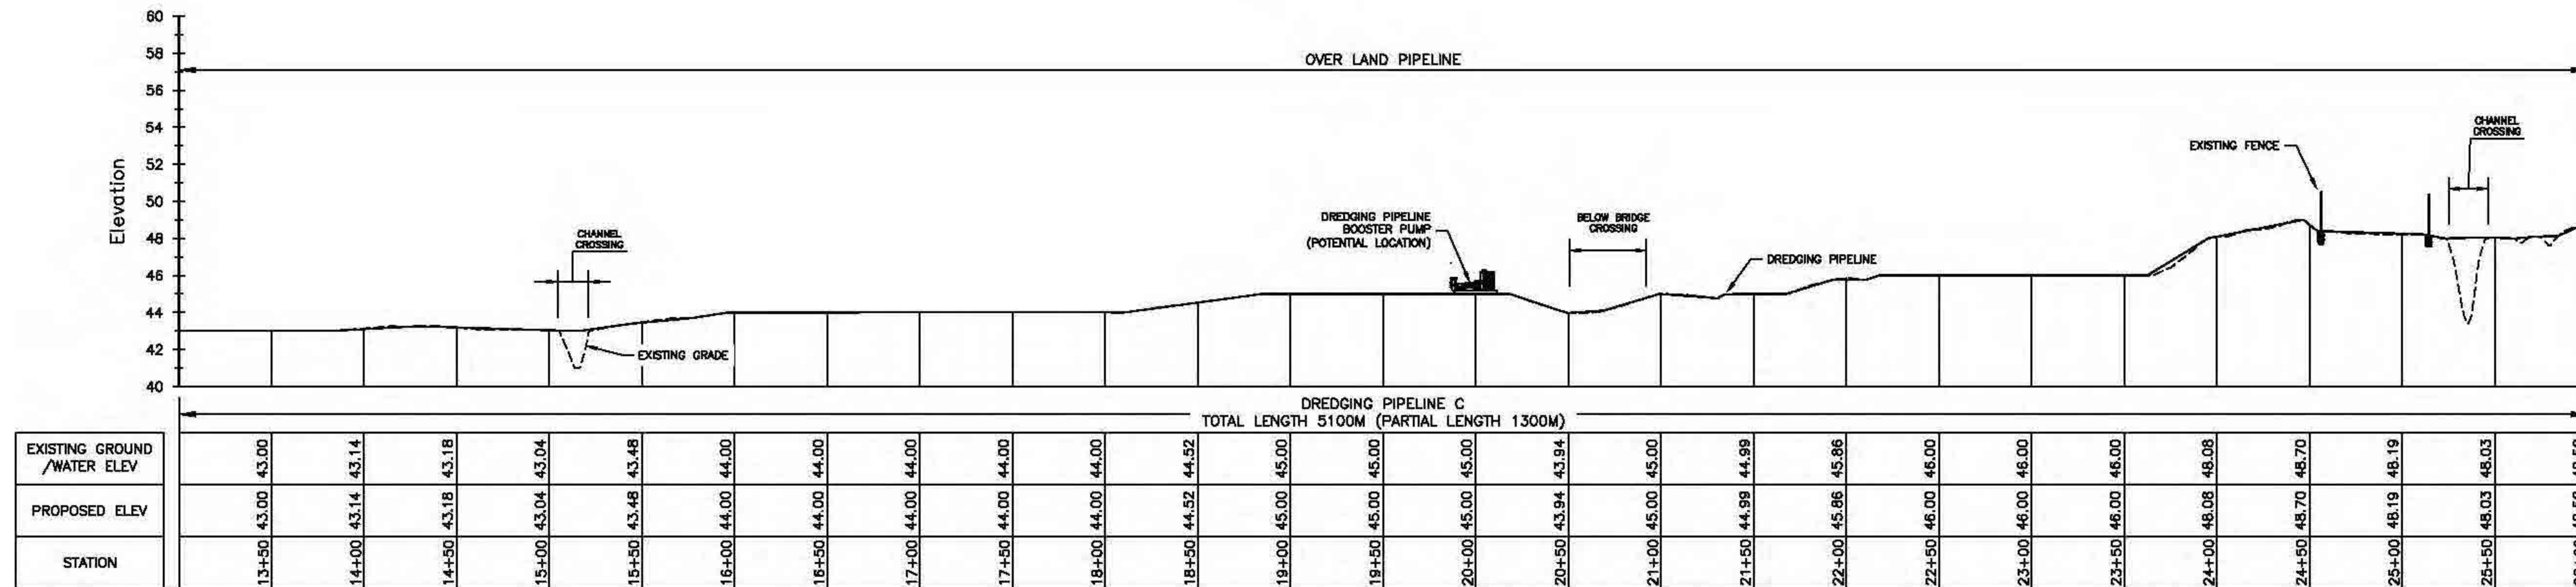 60
58
56
54
52
50
48
46
44
42
40
Elevation
OVER LAND PIPELINE
CHANNEL
CROSSING
EXISTING GRADE
DREDGING PIPELINE
BOOSTER PUMP
(POTENTIAL LOCATION)
BELOW BRIDGE
CROSSING
DREDGING PIPELINE
EXISTING FENCE
CHANNEL
CROSSING
DREDGING PIPELINE C
TOTAL LENGTH 5100M (PARTIAL LENGTH 1300M)
EXISTING GROUND
/WATER ELEV
43.00 43.14 43.18 43.04 43.48 44.00 44.00 44.00 44.00 44.00 44.52 45.00 45.00 45.00 43.94 45.00 44.99 45.86 46.00 46.00 46.00 48.08 48.70 48.19 48.03
PROPOSED ELEV
43.00 43.14 43.18 43.04 43.48 44.00 44.00 44.00 44.00 44.00 44.52 45.00 45.00 45.00 43.94 45.00 44.99 45.86 46.00 46.00 46.00 48.08 48.70 48.19 48.03
STATION
13+50 14+00 14+50 15+00 15+50 16+00 16+50 17+00 17+50 18+00 18+50 19+00 19+50 20+00 20+50 21+00 21+50 22+00 22+50 23+00 23+50 24+00 24+50 25+00 25+50